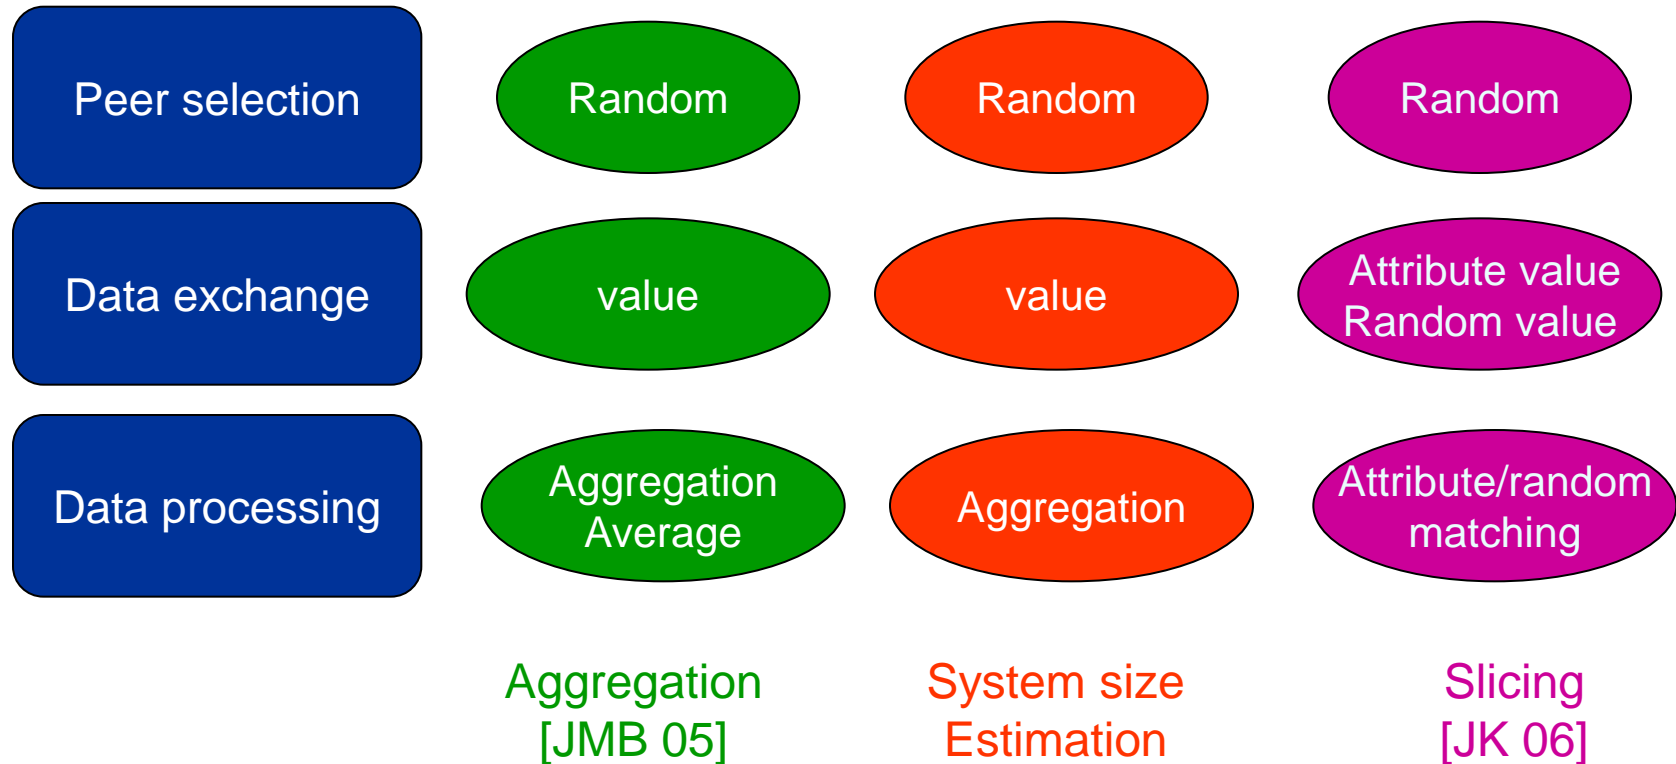 Peer selection
Random
Random
Random
Data exchange
value
value
Attribute value
Random value
Data processing
Aggregation
Average
Aggregation
Attribute/random
matching
Aggregation
[JMB 05]
System size
Estimation
Slicing
[JK 06]